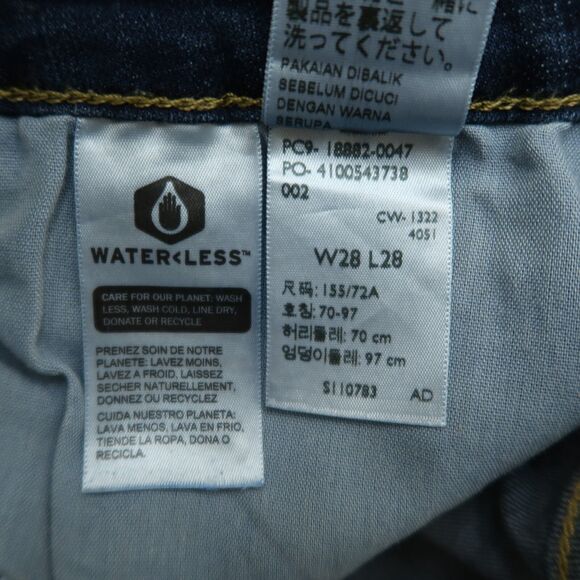 製品を裏返して
洗ってください。
PAKAIAN DIBALIK
SEBELUM DICUCI
DENGAN WARNA
SERUPA
WATER<LESS™
CARE FOR OUR PLANET: WASH
LESS, WASH COLD, LINE DRY,
DONATE OR RECYCLE
PRENEZ SOIN DE NOTRE
PLANETE: LAVEZ MOINS,
LAVEZ A FROID, LAISSEZ
SECHER NATURELLEMENT,
DONNEZ OU RECYCLEZ
CUIDA NUESTRO PLANETA:
LAVA MENOS, LAVA EN FRIO,
TIENDE LA ROPA, DONA O
RECICLA.
PC9- 18882-0047
PO- 4100543738
002
CW- 1322
4051
W28 L28
尺码: 155/72A
호칭: 70-97
허리둘레: 70 cm
엉덩이둘레: 97 cm
S110783 AD